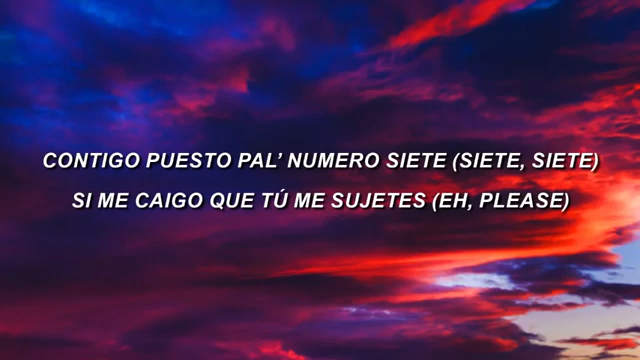 CONTIGO PUESTO PAL’ NUMERO SIETE (SIETE, SIETE)
SI ME CAIGO QUE TÚ ME SUJETES (EH, PLEASE)